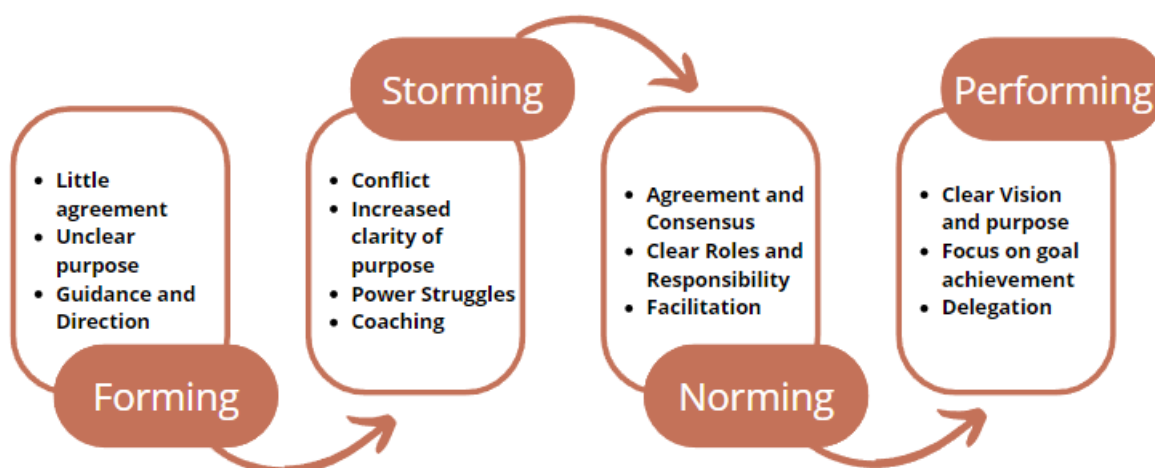 Forming
• Little
agreement
• Unclear
purpose
• Guidance and
Direction
Storming
• Conflict
• Increased
clarity of
purpose
• Power Struggles
• Coaching
Norming
• Agreement and
Consensus
• Clear Roles and
Responsibility
• Facilitation
Performing
• Clear Vision
and purpose
• Focus on goal
achievement
• Delegation